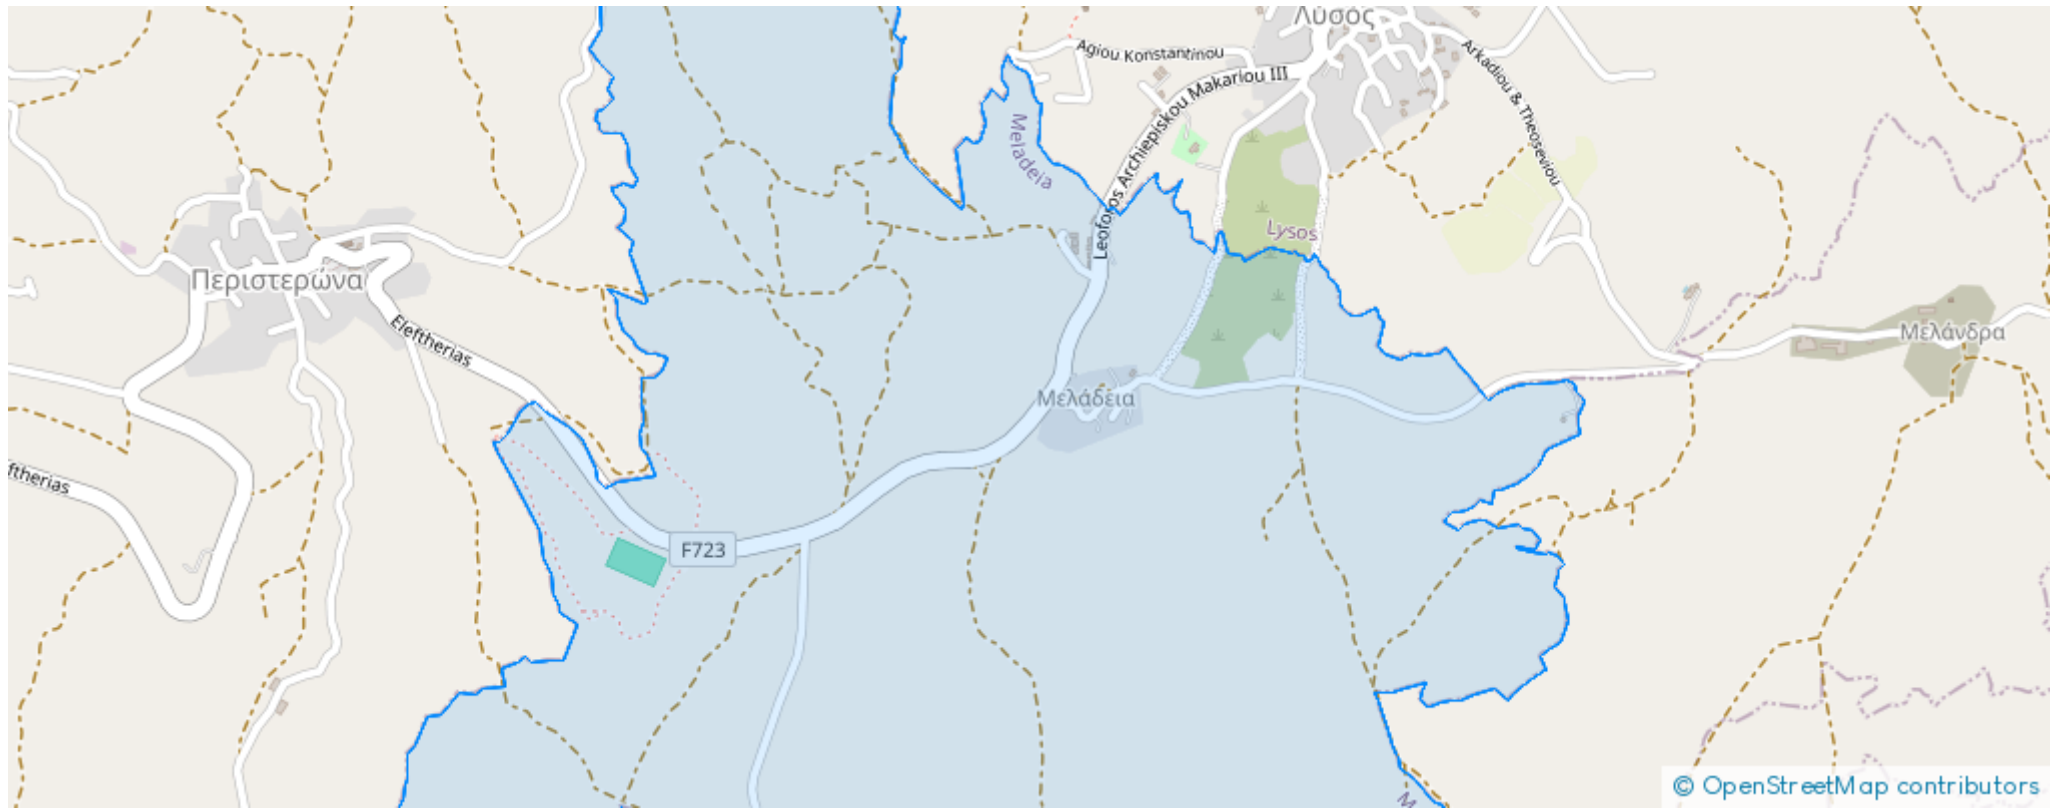 Λύσος
Agiou Konstantinou
Arkadiou & Theoseviou
Leoforos Archiepiskou Makariou III
Meladeia
Lysos
Περιστερώνα
Eleftherias
Μελάνδρα
Μελάδεια
ftherias
F723
M
© OpenStreetMap contributors